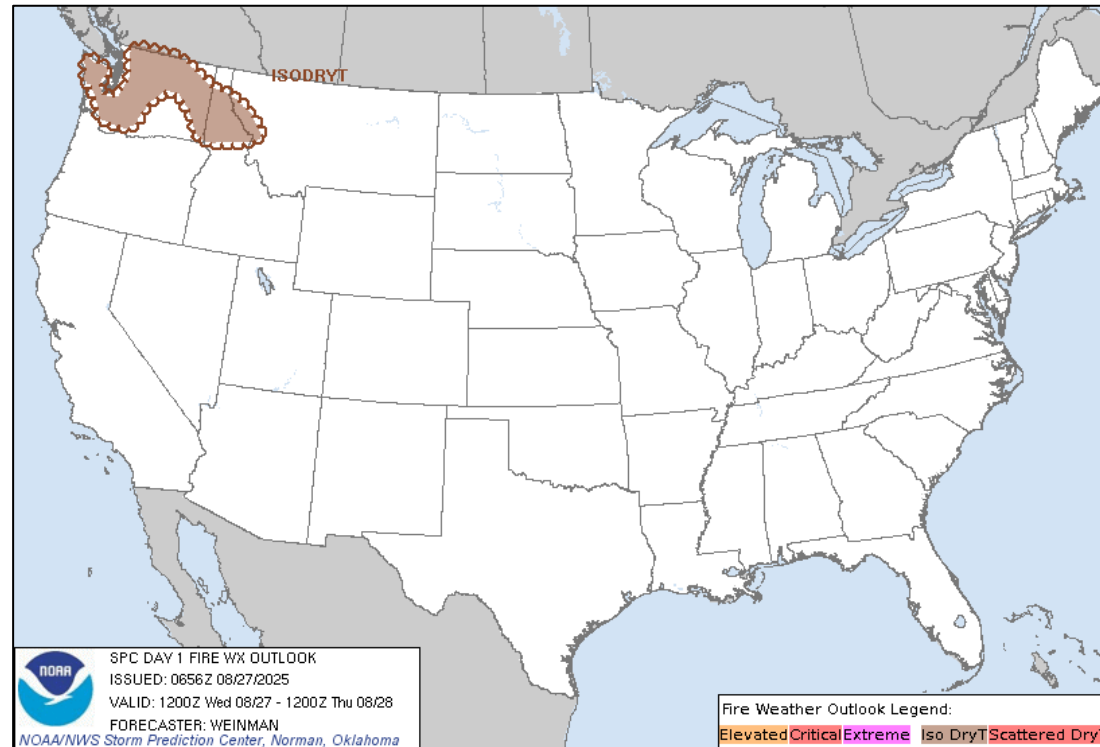 ISODRYT
NOAA
SPC DAY 1 FIRE WX OUTLOOK
ISSUED: 0656Z 08/27/2025
VALID: 1200Z Wed 08/27 - 1200Z Thu 08/28
FORECASTER: WEINMAN
NOAA/NWS Storm Prediction Center, Norman, Oklahoma
Fire Weather Outlook Legend:
Elevated Critical Extreme Iso DryT Scattered DryT